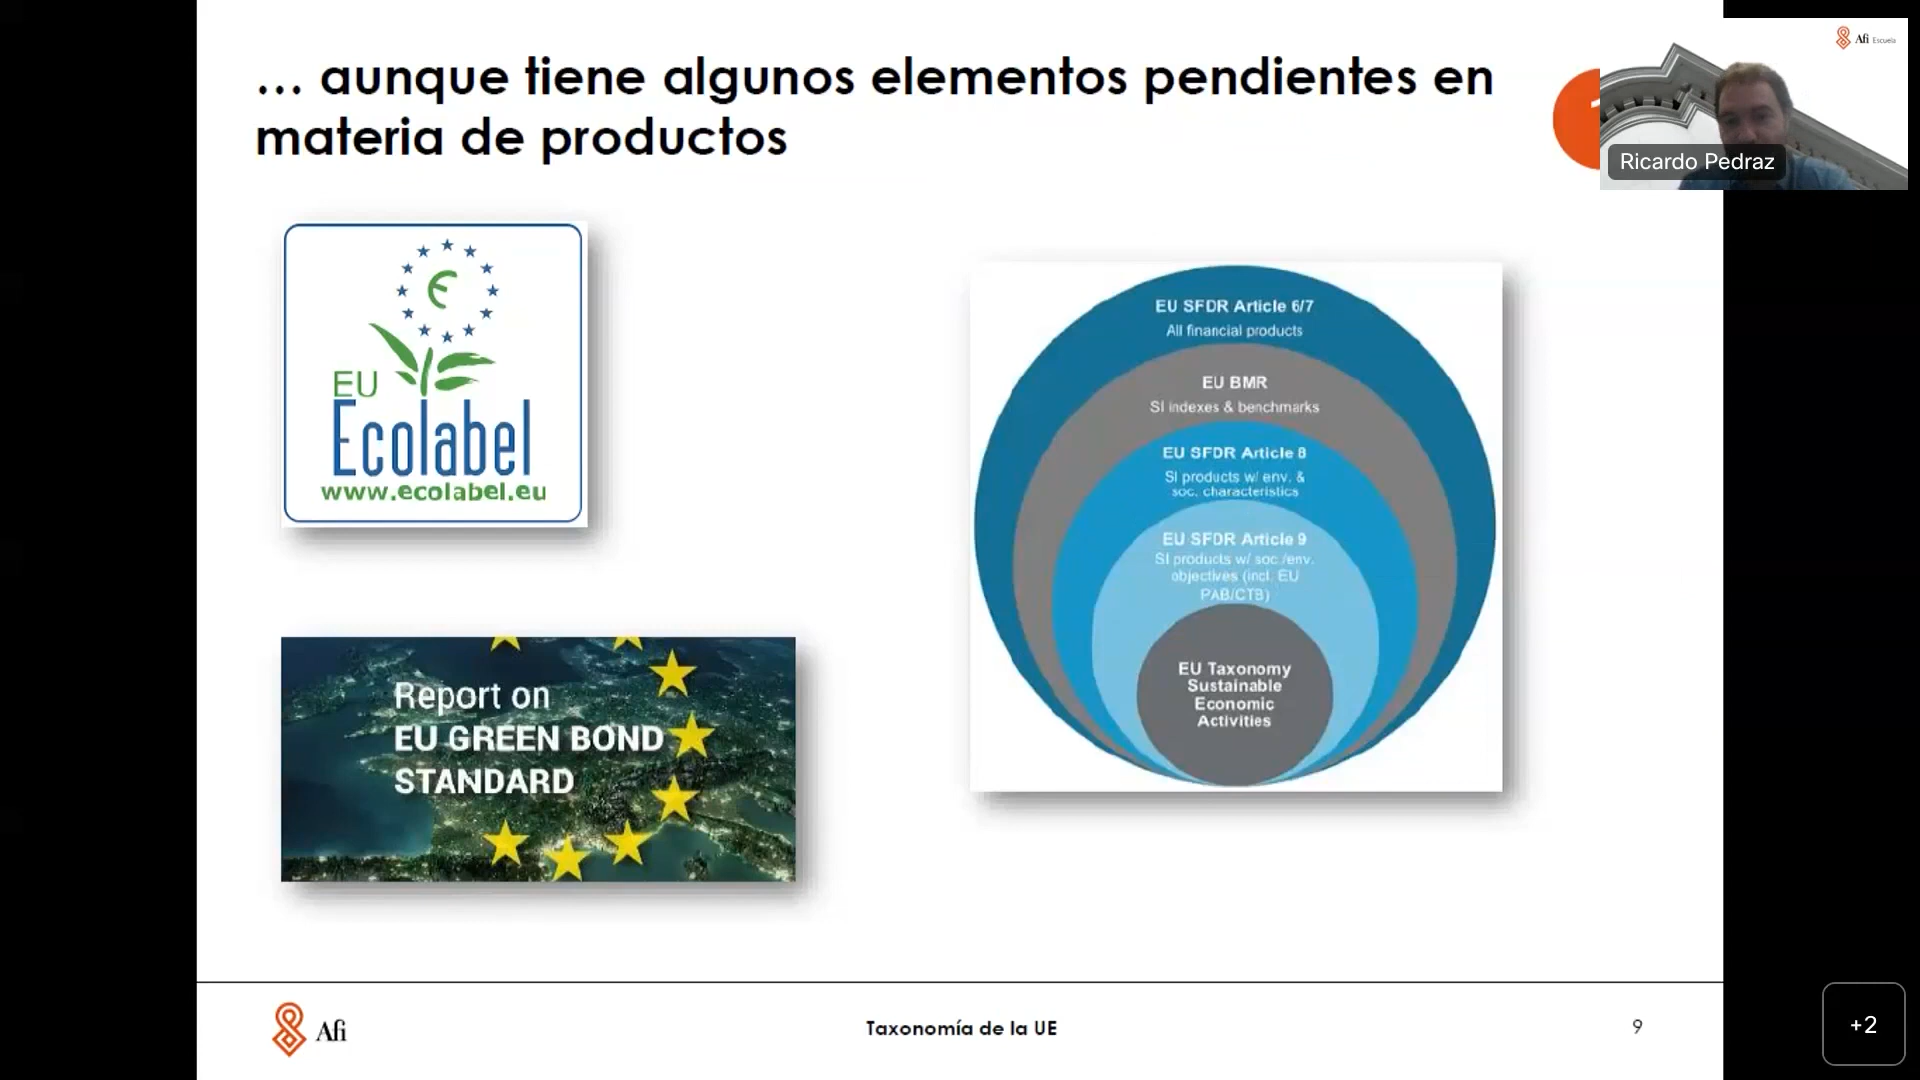 ... aunque tiene algunos elementos pendientes en
materia de productos
Afi Escuela
Ricardo Pedraz
EU
Ecolabel
www.ecolabel.eu
Report on
EU GREEN BOND
STANDARD
EU SFDR Article 6/7
All financial products
EU BMR
SI indexes & benchmarks
EU SFDR Article 8
SI products w/ env. &
soc. characteristics
EU SFDR Article 9
SI products w/ soc./env.
objectives (incl. EU
PAB/CTB)
EU Taxonomy
Sustainable
Economic
Activities
Afi
Taxonomía de la UE
9
+2